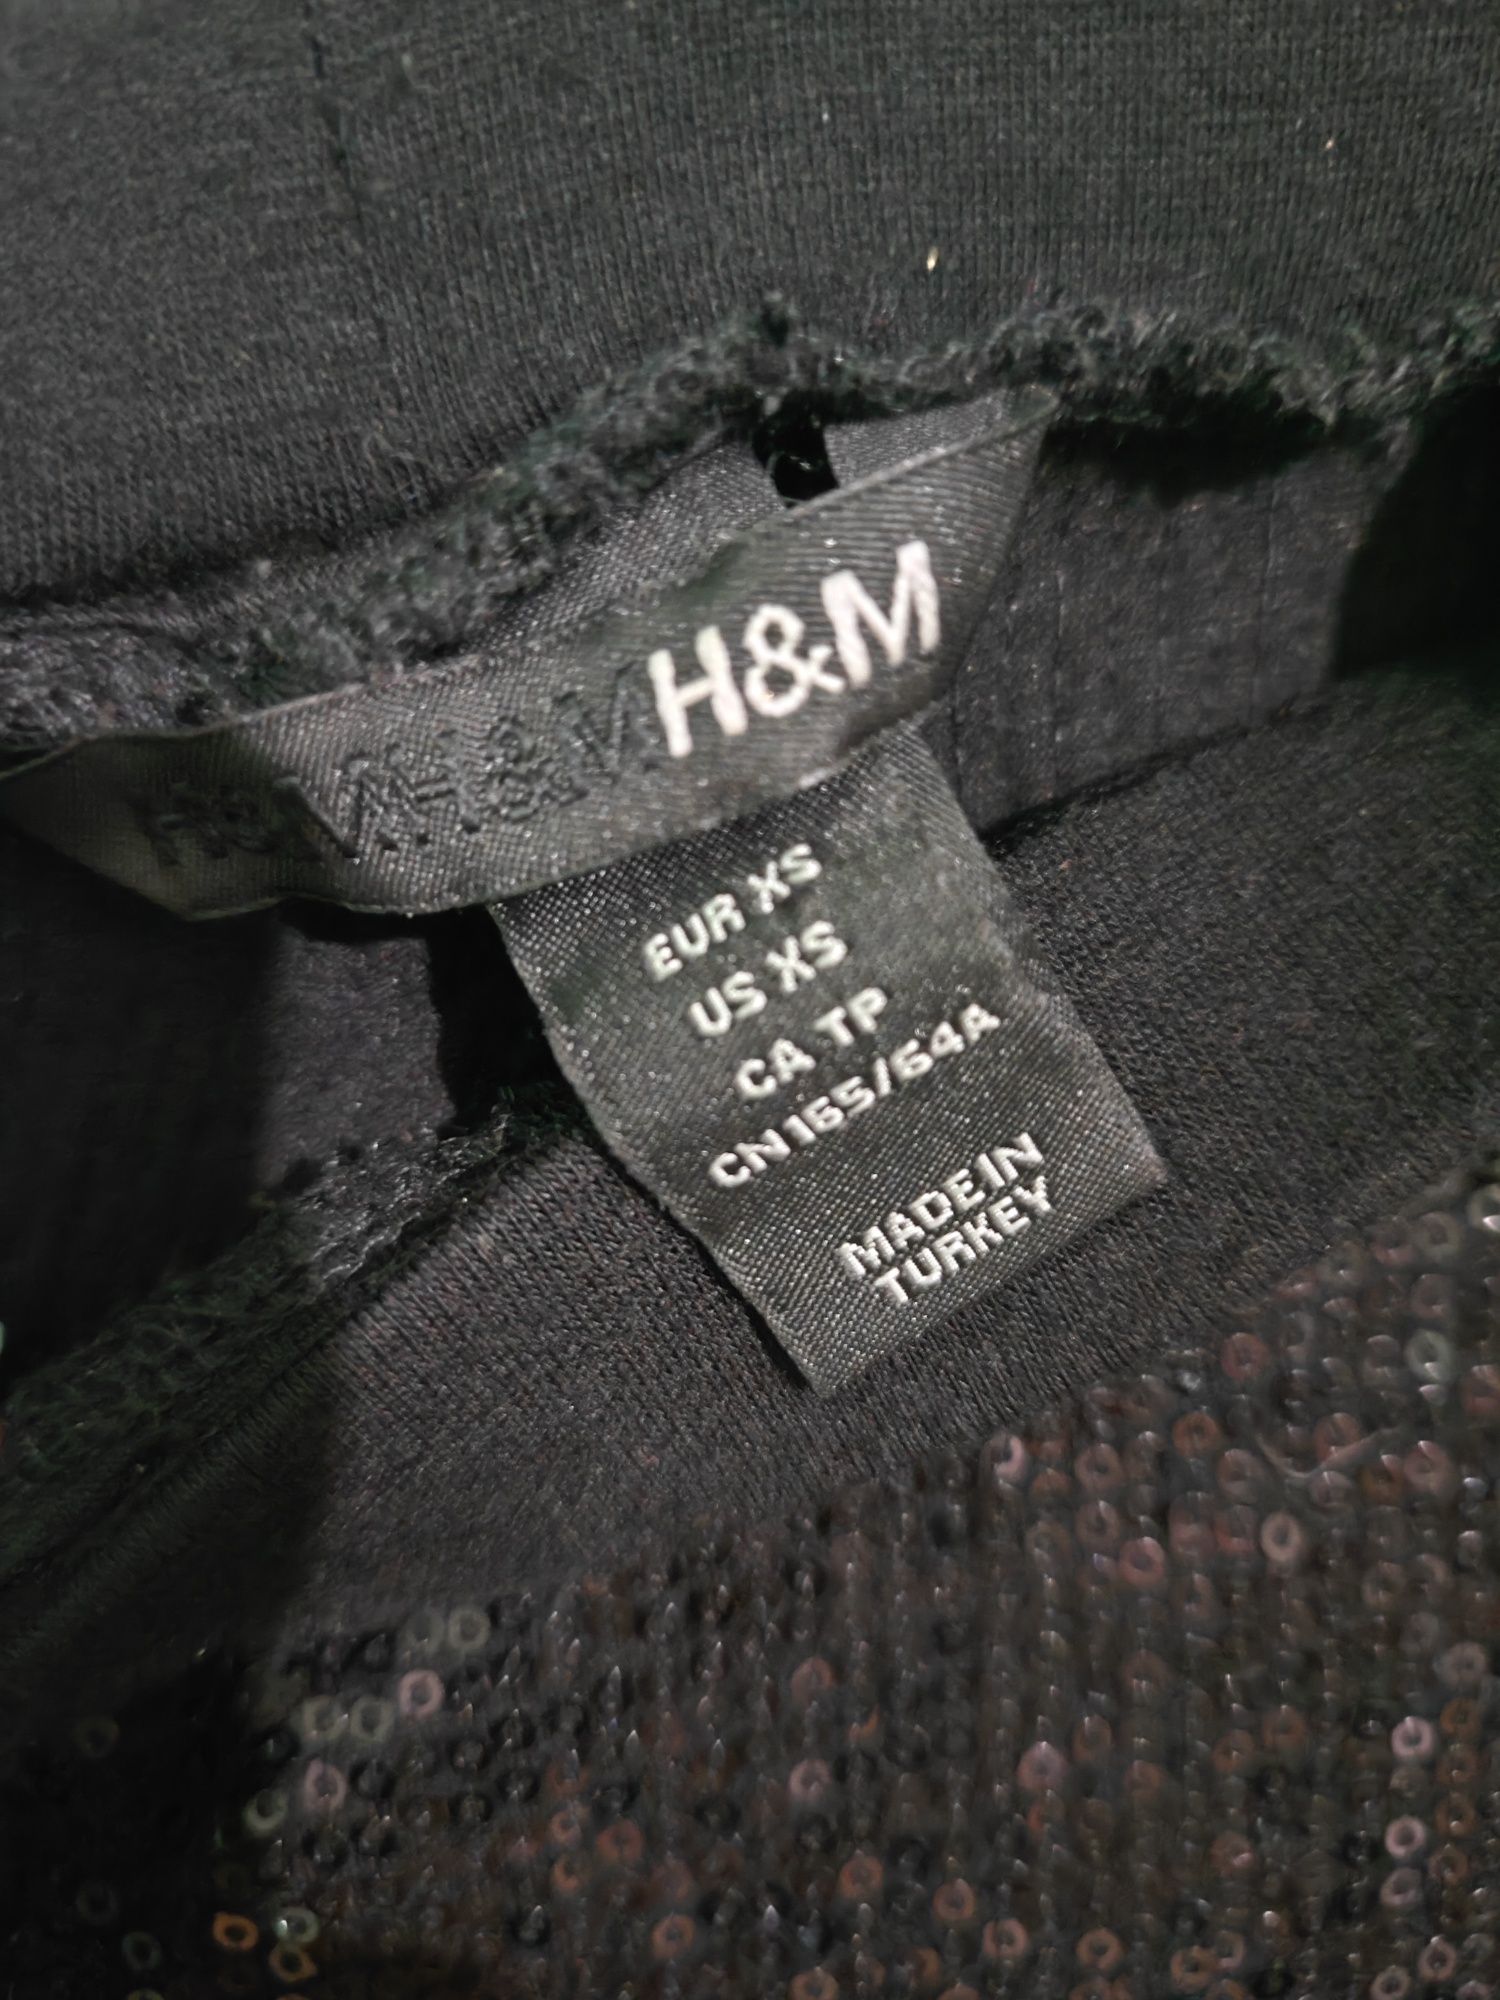 H&M
EUR XS
US XS
CA TP
CN165/64A
MADE IN
TURKEY